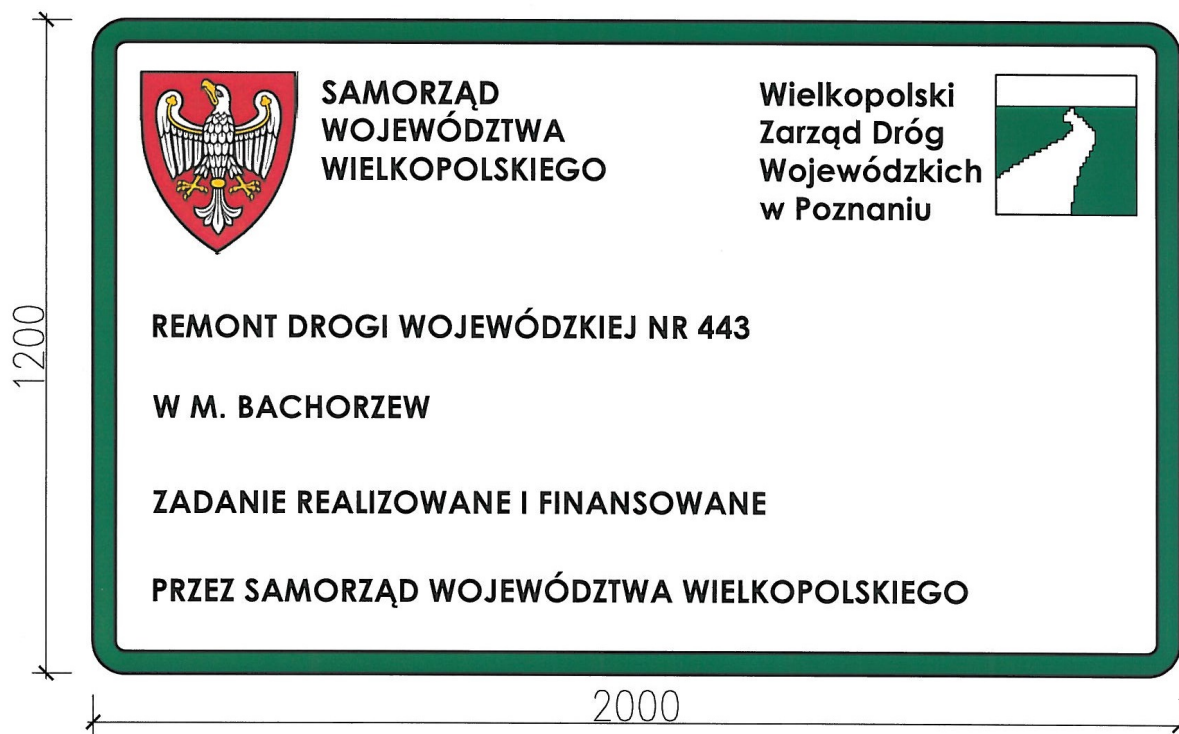 SAMORZĄD
WOJEWÓDZTWA
WIELKOPOLSKIEGO
Wielkopolski
Zarząd Dróg
Wojewódzkich
w Poznaniu
REMONT DROGI WOJEWÓDZKIEJ NR 443
W M. BACHORZEW
ZADANIE REALIZOWANE I FINANSOWANE
PRZEZ SAMORZĄD WOJEWÓDZTWA WIELKOPOLSKIEGO
1200
2000